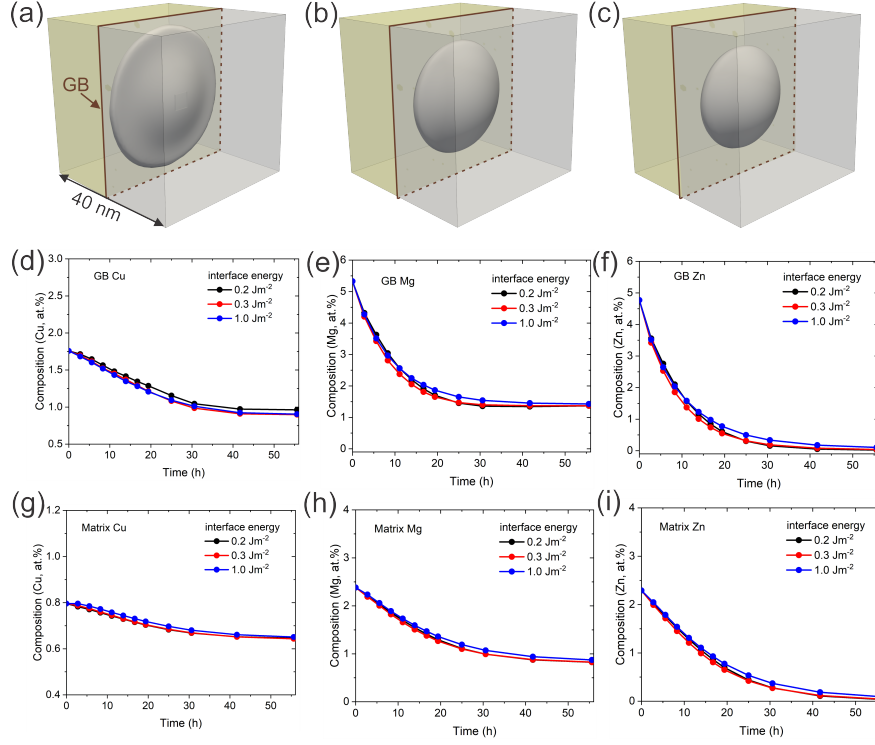 (a)
(b)
(c)
GB
40 nm
(d)
GB Cu
interface energy
0.2 Jm⁻²
0.3 Jm⁻²
1.0 Jm⁻²
3.0
2.5
2.0
1.5
1.0
0.5
Composition (Cu, at.%)
0 10 20 30 40 50
Time (h)
(e)
GB Mg
interface energy
0.2 Jm⁻²
0.3 Jm⁻²
1.0 Jm⁻²
6
5
4
3
2
1
0
Composition (Mg, at.%)
0 10 20 30 40 50
Time (h)
(f)
GB Zn
interface energy
0.2 Jm⁻²
0.3 Jm⁻²
1.0 Jm⁻²
6
5
4
3
2
1
0
Composition (Zn, at.%)
0 10 20 30 40 50
Time (h)
(g)
Matrix Cu
interface energy
0.2 Jm⁻²
0.3 Jm⁻²
1.0 Jm⁻²
1.2
1.0
0.8
0.6
0.4
Composition (Cu, at.%)
0 10 20 30 40 50
Time (h)
(h)
Matrix Mg
interface energy
0.2 Jm⁻²
0.3 Jm⁻²
1.0 Jm⁻²
4
3
2
1
0
Composition (Mg, at.%)
0 10 20 30 40 50
Time (h)
(i)
Matrix Zn
interface energy
0.2 Jm⁻²
0.3 Jm⁻²
1.0 Jm⁻²
4
3
2
1
0
Composition (Zn, at.%)
0 10 20 30 40 50
Time (h)